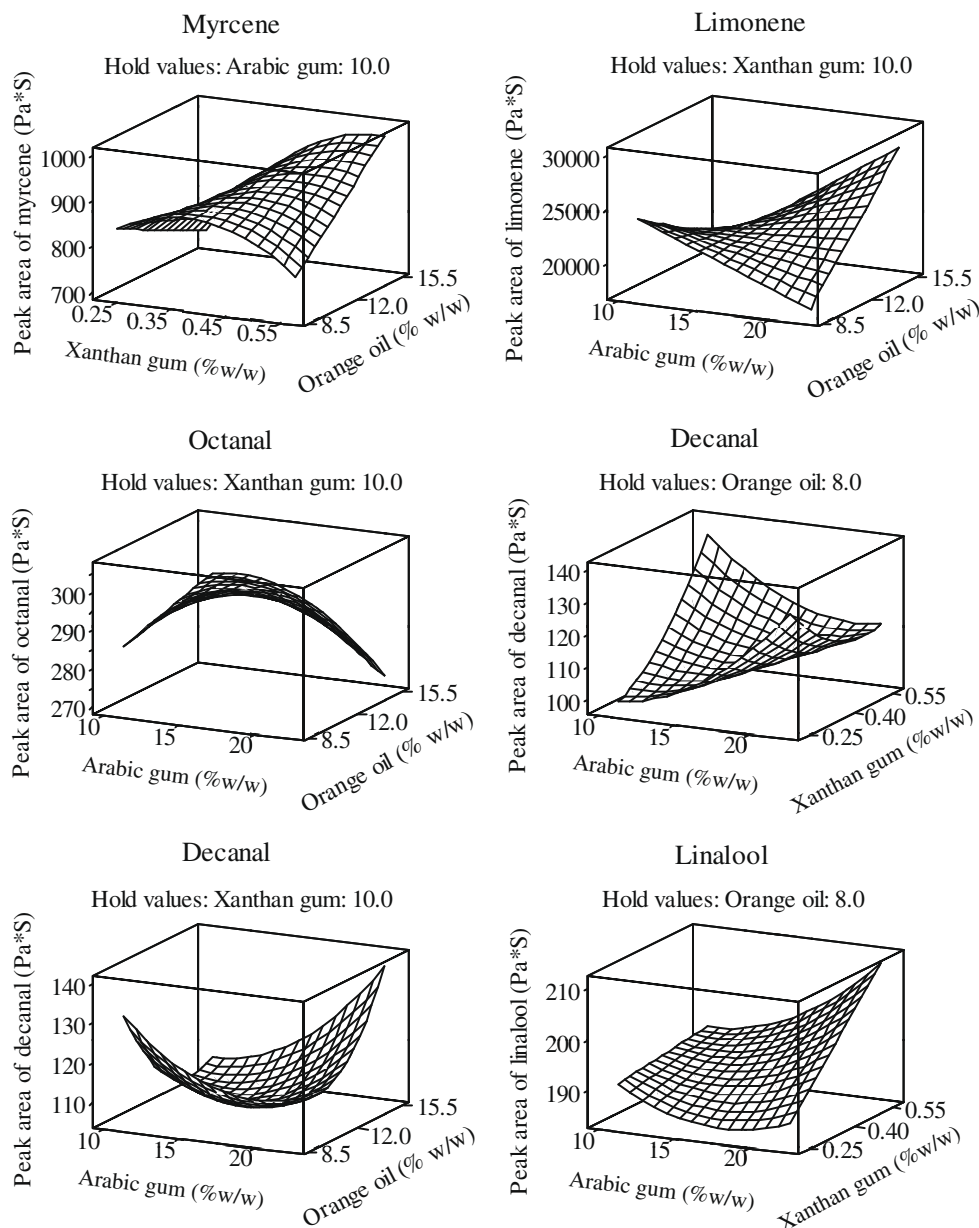 Myrcene
Hold values: Arabic gum: 10.0
Peak area of myrcene (Pa*S)
1000
900
800
700
0.25
0.35
0.45
0.55
Xanthan gum (%w/w)
8.5
12.0
15.5
Orange oil (% w/w)
Limonene
Hold values: Xanthan gum: 10.0
Peak area of limonene (Pa*S)
30000
25000
20000
10
15
20
Arabic gum (%w/w)
8.5
12.0
15.5
Orange oil (% w/w)
Octanal
Hold values: Xanthan gum: 10.0
Peak area of octanal (Pa*S)
300
290
280
270
10
15
20
Arabic gum (%w/w)
8.5
12.0
15.5
Orange oil (% w/w)
Decanal
Hold values: Orange oil: 8.0
Peak area of decanal (Pa*S)
140
130
120
110
100
10
15
20
Arabic gum (%w/w)
0.25
0.40
0.55
Xanthan gum (%w/w)
Decanal
Hold values: Xanthan gum: 10.0
Peak area of decanal (Pa*S)
140
130
120
110
10
15
20
Arabic gum (%w/w)
8.5
12.0
15.5
Orange oil (% w/w)
Linalool
Hold values: Orange oil: 8.0
Peak area of linalool (Pa*S)
210
200
190
10
15
20
Arabic gum (%w/w)
0.25
0.40
0.55
Xanthan gum (%w/w)